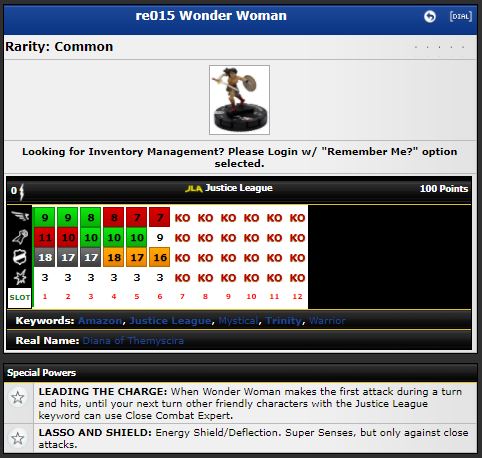 re015 Wonder Woman
[DIAL]
Rarity: Common
Looking for Inventory Management? Please Login w/ "Remember Me?" option
selected.
0 JLA Justice League 100 Points
9 9 8 8 7 7 KO KO KO KO KO KO
11 10 10 10 10 9 KO KO KO KO KO KO
18 17 17 18 17 16 KO KO KO KO KO KO
3 3 3 3 3 3 KO KO KO KO KO KO
SLOT 1 2 3 4 5 6 7 8 9 10 11 12
Keywords: Amazon, Justice League, Mystical, Trinity, Warrior
Real Name: Diana of Themyscira
Special Powers
LEADING THE CHARGE: When Wonder Woman makes the first attack during a turn
and hits, until your next turn other friendly characters with the Justice League
keyword can use Close Combat Expert.
LASSO AND SHIELD: Energy Shield/Deflection. Super Senses, but only against close
attacks.